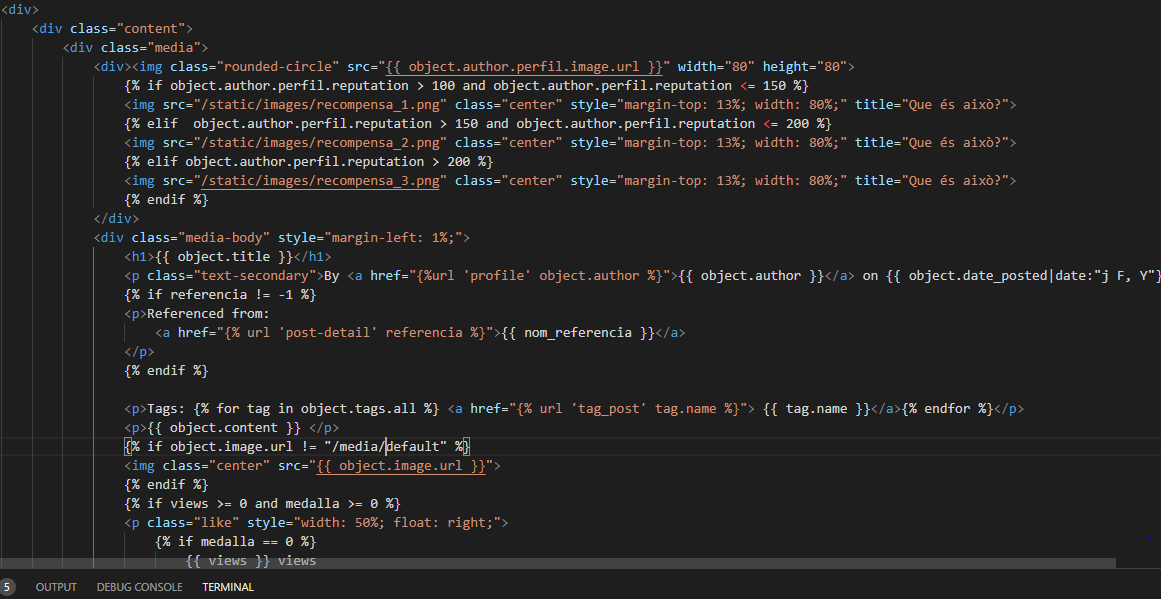 <div>
<div class="content">
<div class="media">
<div><img class="rounded-circle" src="{{ object.author.perfil.image.url }}" width="80" height="80">
{% if object.author.perfil.reputation > 100 and object.author.perfil.reputation <= 150 %}
<img src="/static/images/recompensa_1.png" class="center" style="margin-top: 13%; width: 80%;" title="Que és això?">
{% elif  object.author.perfil.reputation > 150 and object.author.perfil.reputation <= 200 %}
<img src="/static/images/recompensa_2.png" class="center" style="margin-top: 13%; width: 80%;" title="Que és això?">
{% elif object.author.perfil.reputation > 200 %}
<img src="/static/images/recompensa_3.png" class="center" style="margin-top: 13%; width: 80%;" title="Que és això?">
{% endif %}
</div>
<div class="media-body" style="margin-left: 1%;">
<h1>{{ object.title }}</h1>
<p class="text-secondary">By <a href="{%url 'profile' object.author %}">{{ object.author }}</a> on {{ object.date_posted|date:"j F, Y"}
{% if referencia != -1 %}
<p>Referenced from:
<a href="{% url 'post-detail' referencia %}">{{ nom_referencia }}</a>
</p>
{% endif %}
<p>Tags: {% for tag in object.tags.all %} <a href="{% url 'tag_post' tag.name %}"> {{ tag.name }}</a>{% endfor %}</p>
<p>{{ object.content }} </p>
{% if object.image.url != "/media/default" %}
<img class="center" src="{{ object.image.url }}">
{% endif %}
{% if views >= 0 and medalla >= 0 %}
<p class="like" style="width: 50%; float: right;">
{% if medalla == 0 %}
{{ views }} views
5 OUTPUT DEBUG CONSOLE TERMINAL